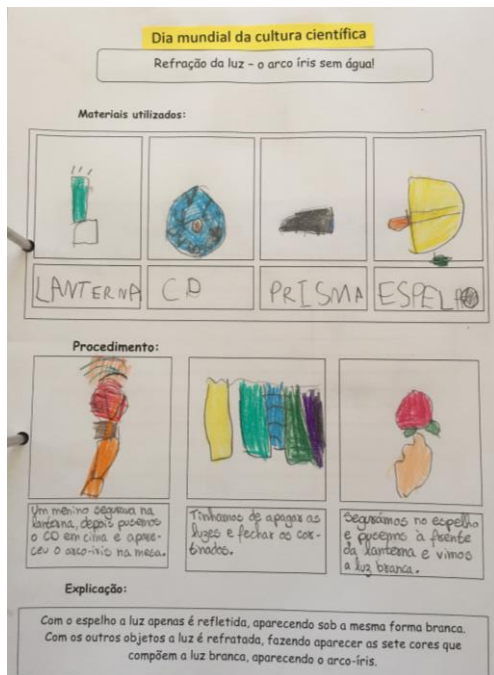 Dia mundial da cultura científica
Refração da luz – o arco íris sem água!
Materiais utilizados:
LANTERNA
CD
PRISMA
ESPELHO
Procedimento:
Um menino segurava na
lanterna, depois pusemos
o CD em cima e apare-
ceu o arco-íris na mesa.
Tínhamos de apagar as
luzes e fechar os cor-
tinados.
Segurámos no espelho
e pusemos à frente
da lanterna e vimos
a luz branca.
Explicação:
Com o espelho a luz apenas é refletida, aparecendo sob a mesma forma branca.
Com os outros objetos a luz é refratada, fazendo aparecer as sete cores que
compõem a luz branca, aparecendo o arco-íris.